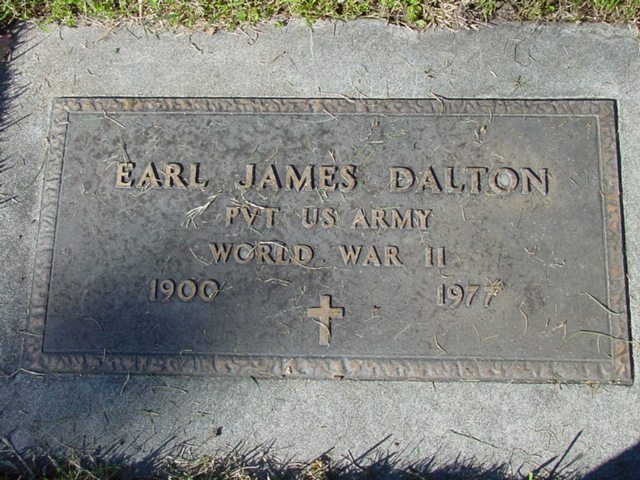 EARL JAMES DALTON
PVT US ARMY
WORLD WAR II
1900 1977